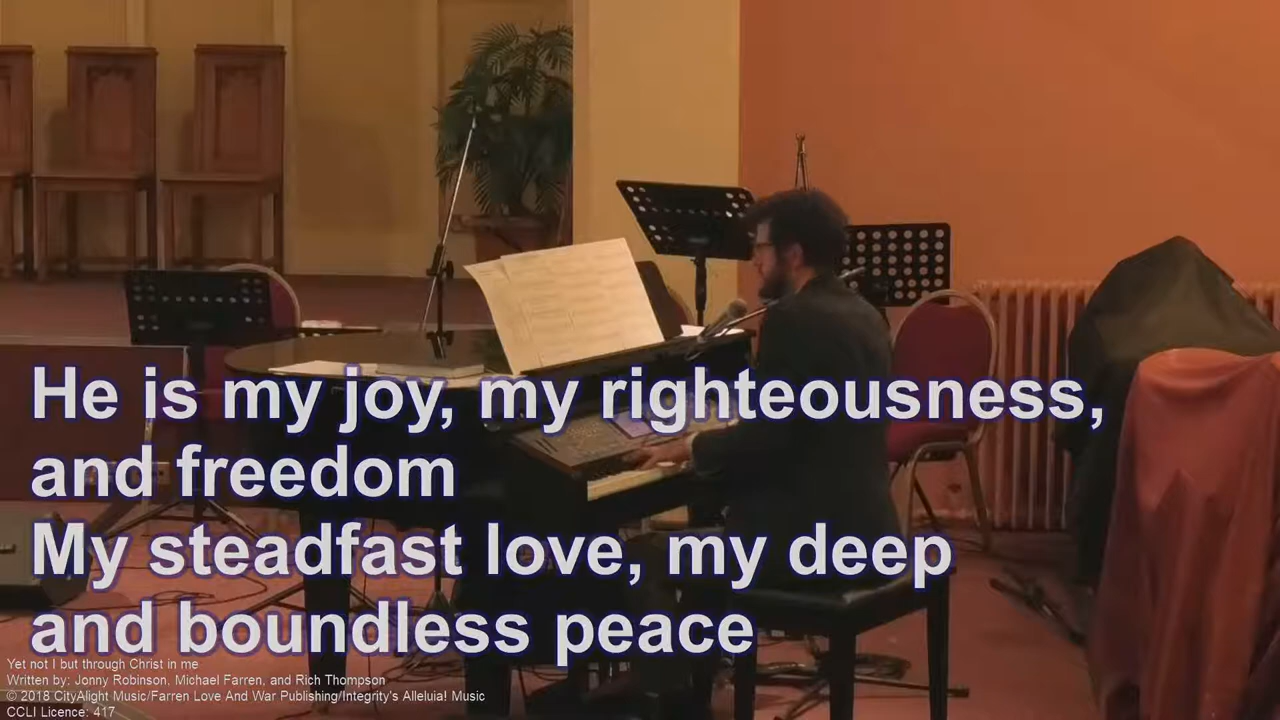 He is my joy, my righteousness,
and freedom
My steadfast love, my deep
and boundless peace
Yet not I but through Christ in me
Written by: Jonny Robinson, Michael Farren, and Rich Thompson
© 2018 CityAlight Music/Farren Love And War Publishing/Integrity's Alleluia! Music
CCLI Licence: 417